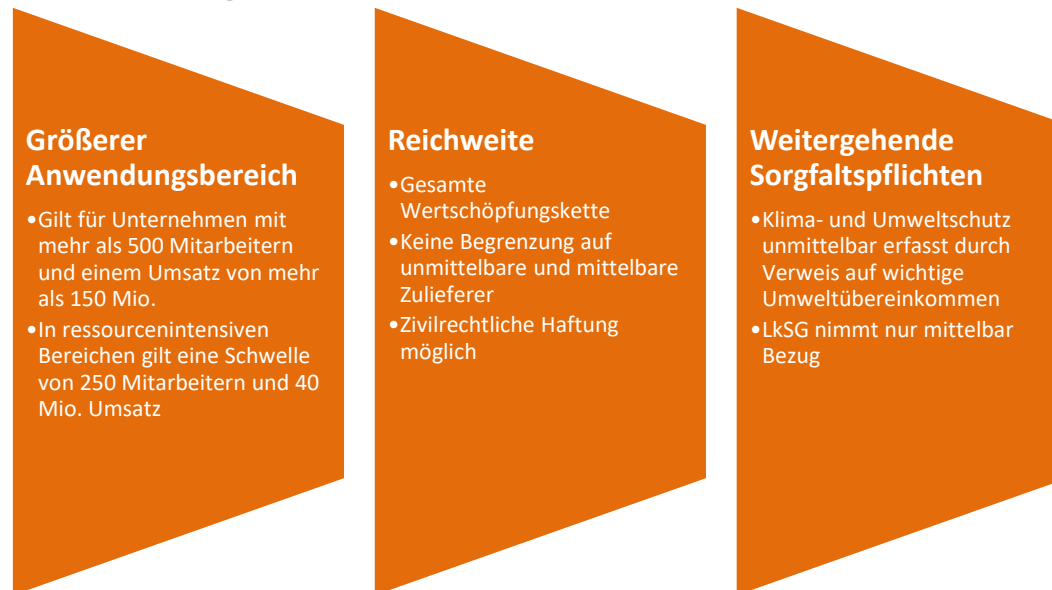 Größerer
Anwendungsbereich
•Gilt für Unternehmen mit
mehr als 500 Mitarbeitern
und einem Umsatz von mehr
als 150 Mio.
•In ressourcenintensiven
Bereichen gilt eine Schwelle
von 250 Mitarbeitern und 40
Mio. Umsatz
Reichweite
•Gesamte
Wertschöpfungskette
•Keine Begrenzung auf
unmittelbare und mittelbare
Zulieferer
•Zivilrechtliche Haftung
möglich
Weitergehende
Sorgfaltspflichten
•Klima- und Umweltschutz
unmittelbar erfasst durch
Verweis auf wichtige
Umweltübereinkommen
•LkSG nimmt nur mittelbar
Bezug